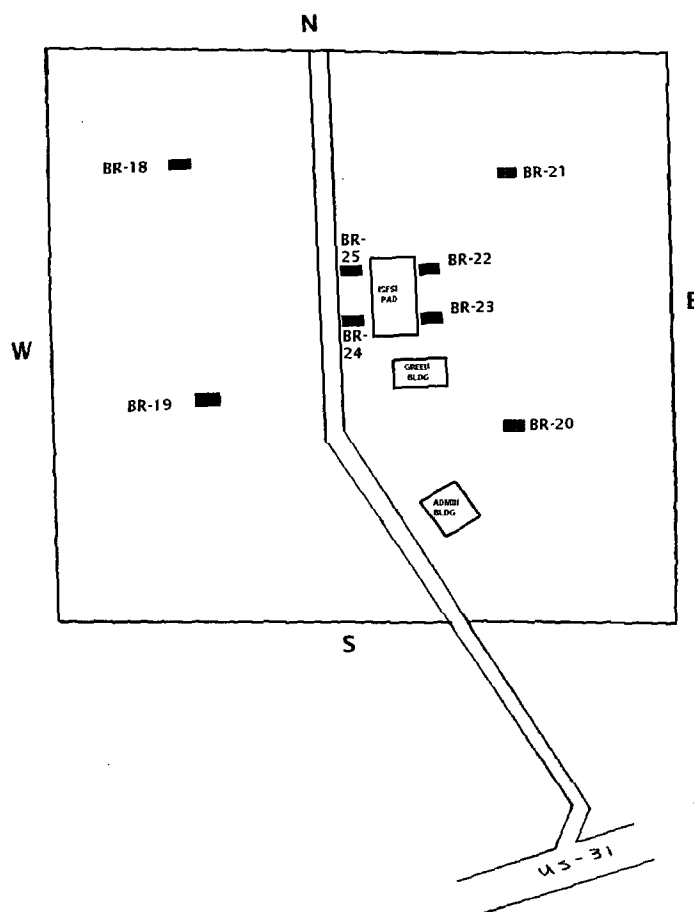 N
BR-18
BR-21
BR-
25
BR-22
ISFSI
PAD
E
BR-23
BR-
24
W
GREEN
BLDG
BR-19
BR-20
ADMIN
BLDG
S
US-31